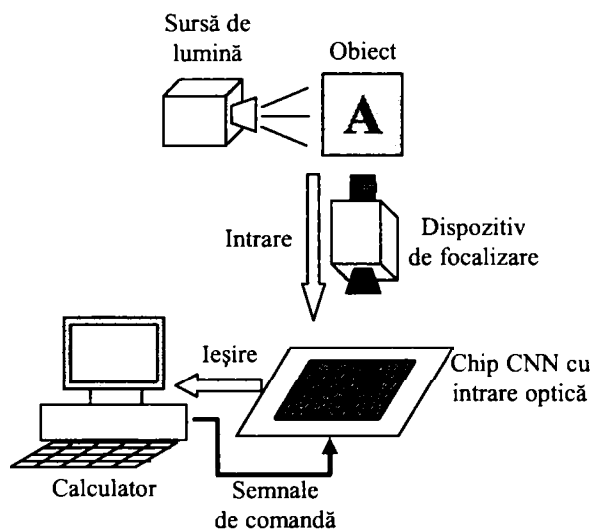 Sursă de
lumină
Obiect
A
Intrare
Dispozitiv
de focalizare
Ieşire
Chip CNN cu
intrare optică
Calculator
Semnale
de comandă